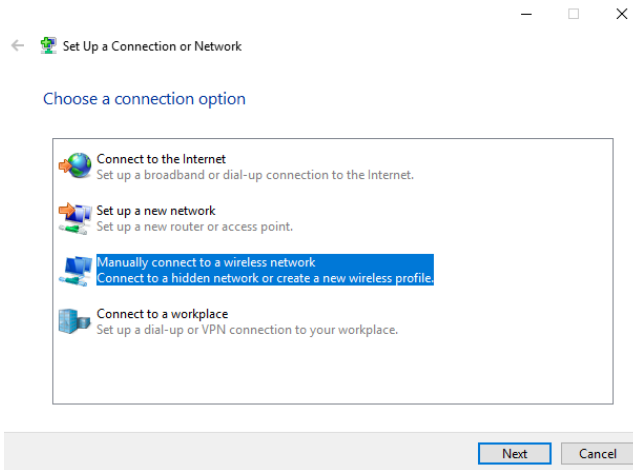 Set Up a Connection or Network
Choose a connection option
Connect to the Internet
Set up a broadband or dial-up connection to the Internet.
Set up a new network
Set up a new router or access point.
Manually connect to a wireless network
Connect to a hidden network or create a new wireless profile.
Connect to a workplace
Set up a dial-up or VPN connection to your workplace.
Next
Cancel